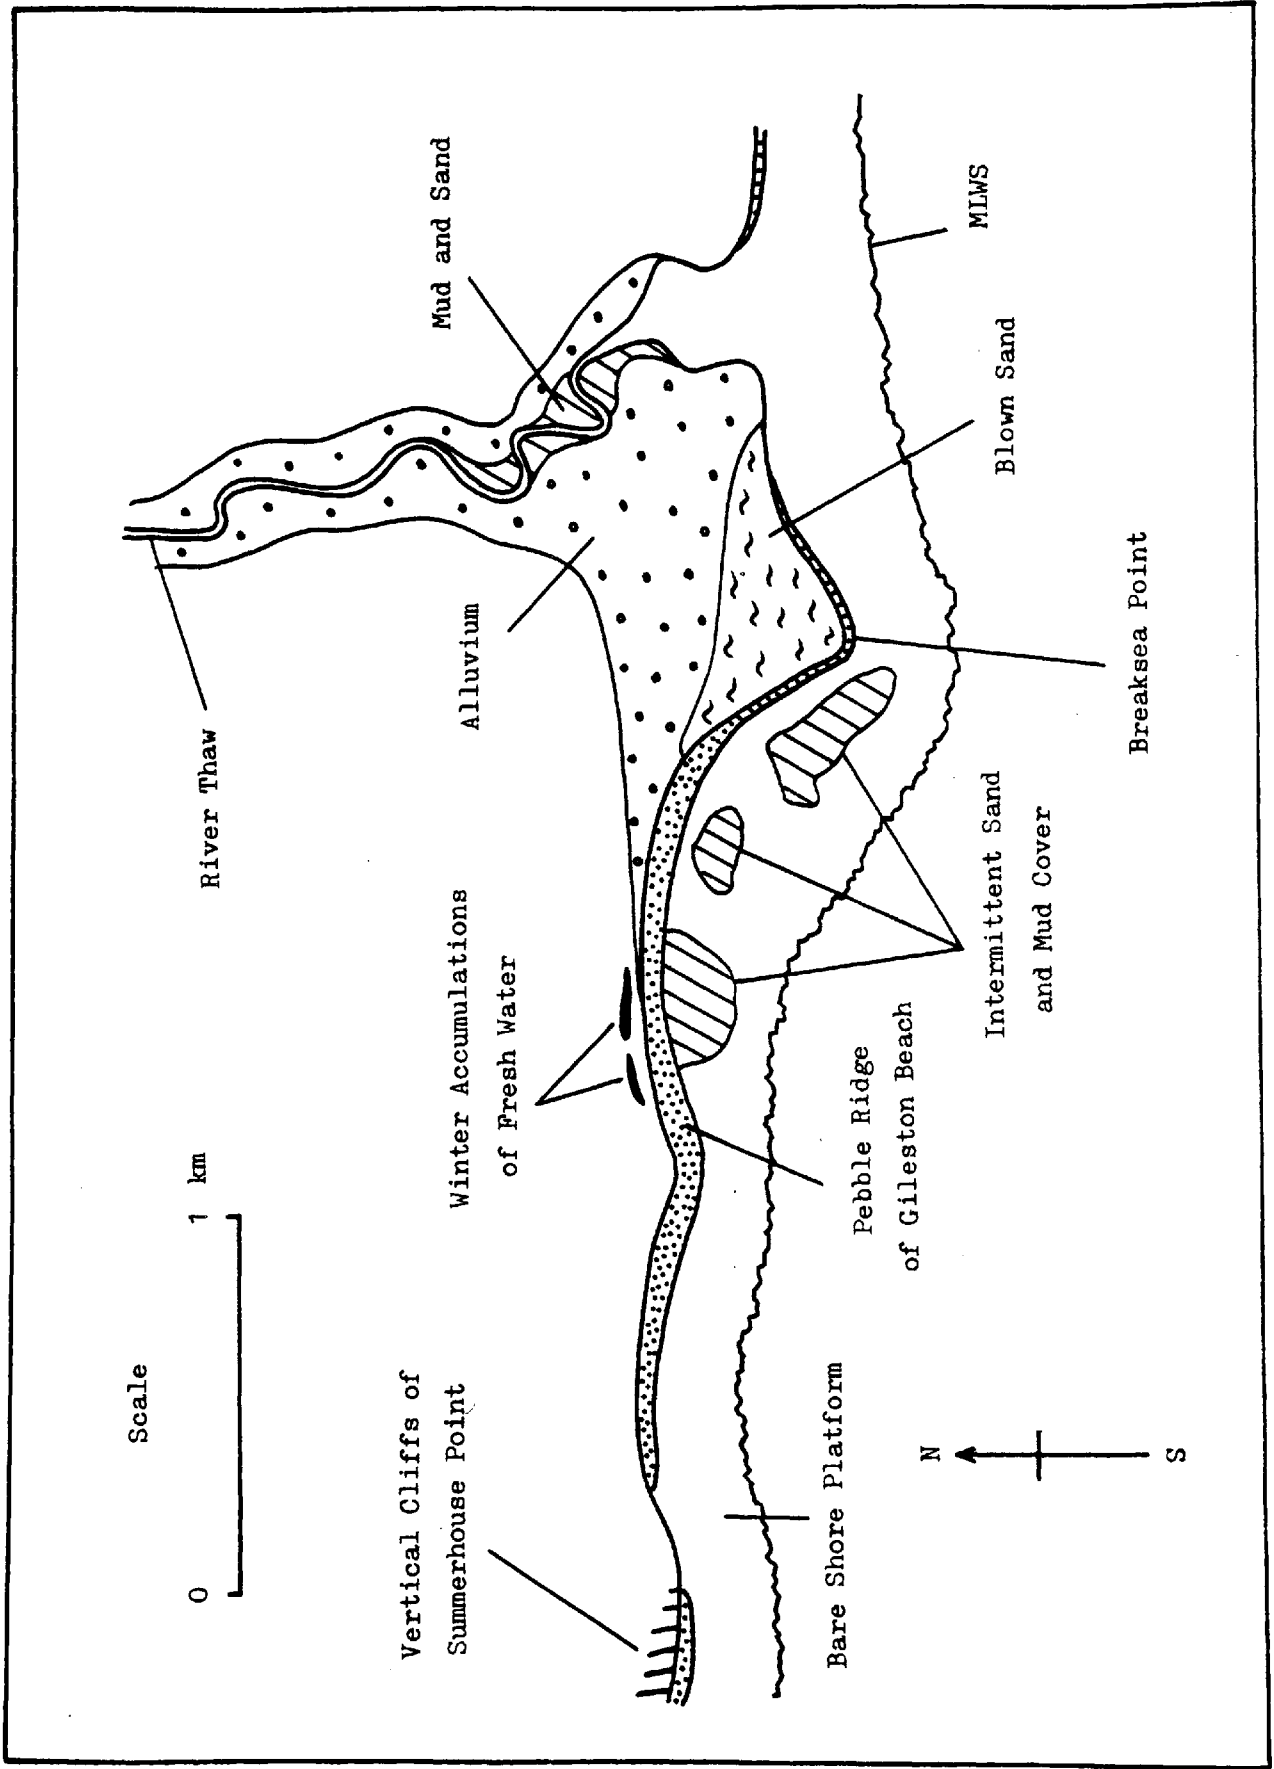 Scale
0
1 km
River Thaw
Mud and Sand
Vertical Cliffs of
Summerhouse Point
Winter Accumulations
of Fresh Water
Alluvium
Bare Shore Platform
Pebble Ridge
of Gileston Beach
Intermittent Sand
and Mud Cover
Breaksea Point
Blown Sand
MLWS
N
S